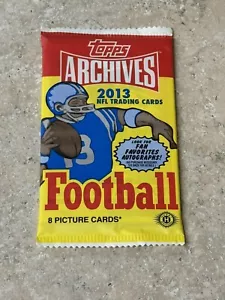 Topps
ARCHIVES
2013
NFL TRADING CARDS
LOOK FOR
FAN
FAVORITES
AUTOGRAPHS!
Football
8 PICTURE CARDS*